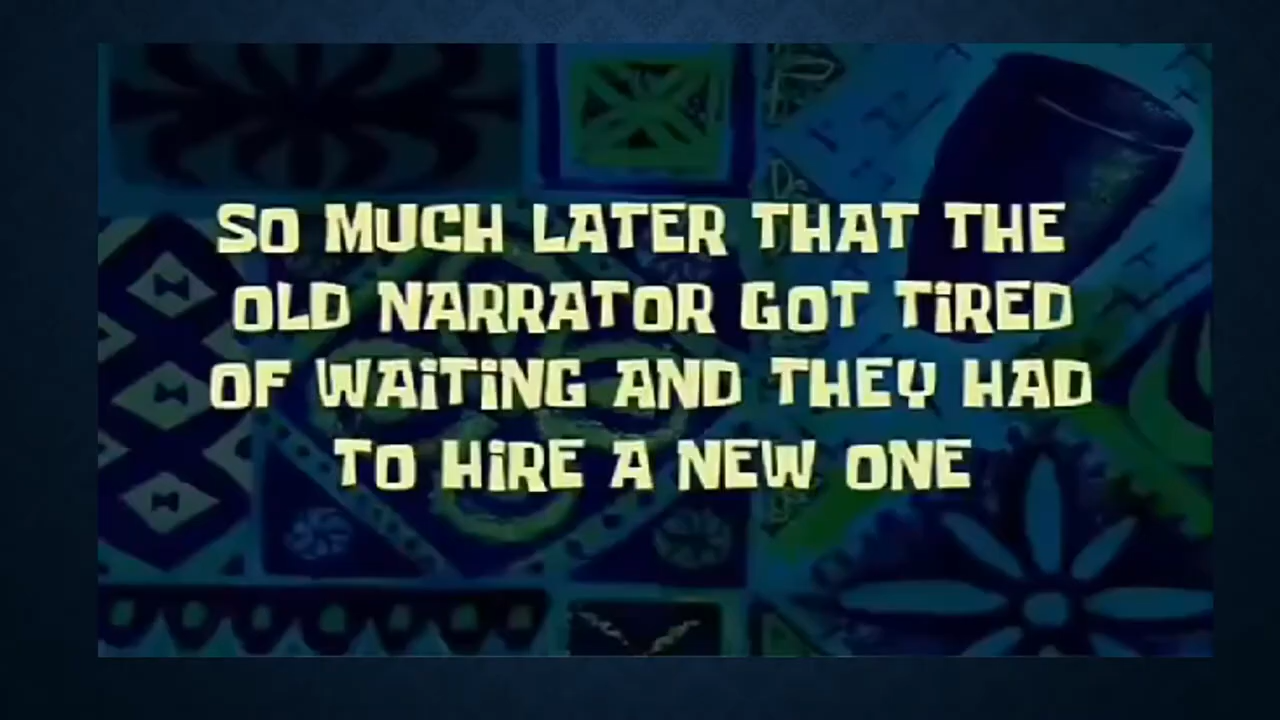 SO MUCH LATER THAT THE
OLD NARRATOR GOT TiRED
OF WAiTiNG AND THEY HAD
TO HiRE A NEW ONE